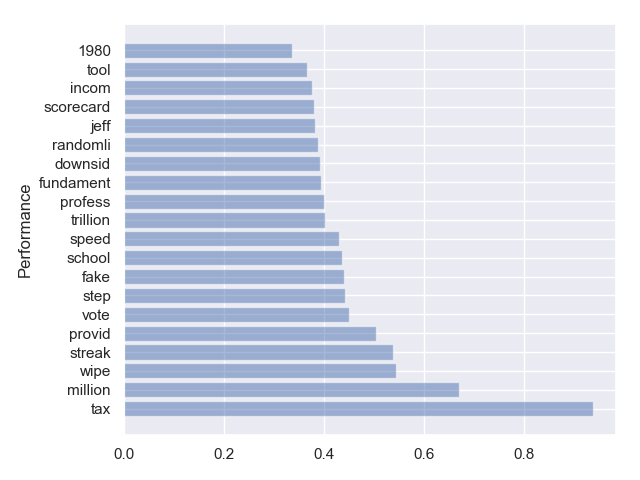 1980
tool
incom
scorecard
jeff
randomli
downsid
fundament
profess
trillion
speed
school
fake
step
vote
provid
streak
wipe
million
tax
Performance
0.0 0.2 0.4 0.6 0.8